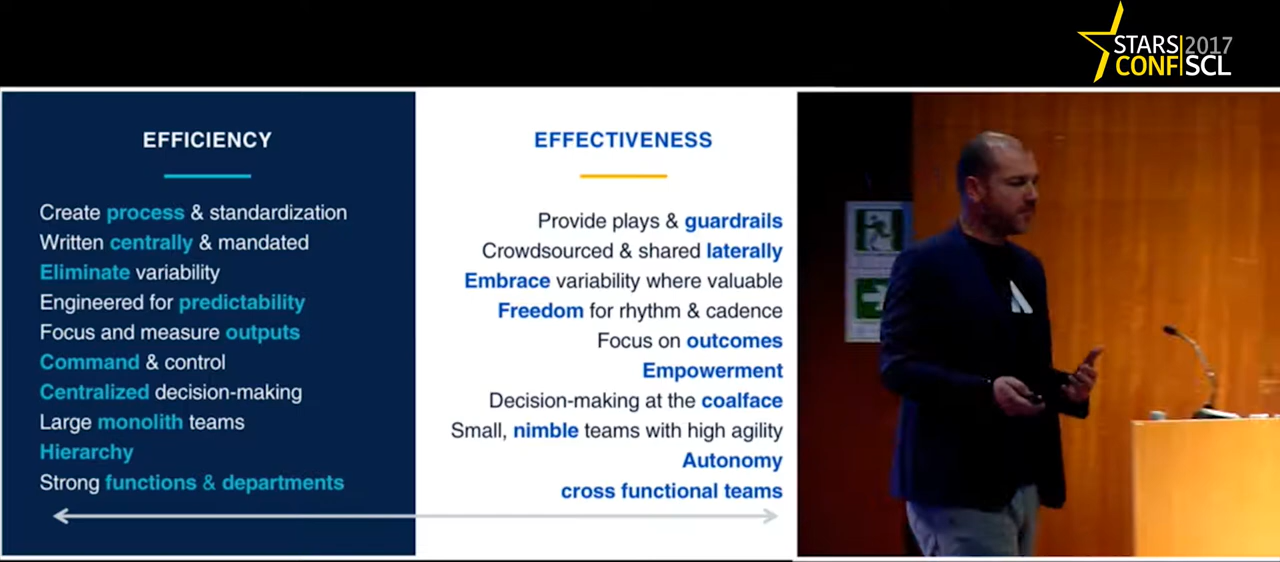 STARS 2017
CONF SCL
EFFICIENCY
Create process & standardization
Written centrally & mandated
Eliminate variability
Engineered for predictability
Focus and measure outputs
Command & control
Centralized decision-making
Large monolith teams
Hierarchy
Strong functions & departments
EFFECTIVENESS
Provide plays & guardrails
Crowdsourced & shared laterally
Embrace variability where valuable
Freedom for rhythm & cadence
Focus on outcomes
Empowerment
Decision-making at the coalface
Small, nimble teams with high agility
Autonomy
cross functional teams